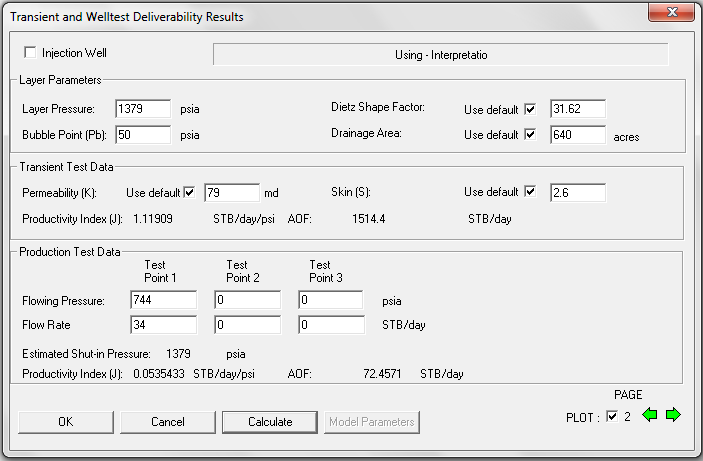 Transient and Welltest Deliverability Results
Injection Well
Using - Interpretatio
Layer Parameters
Layer Pressure: 1379 psia Dietz Shape Factor: Use default 31.62
Bubble Point (Pb): 50 psia Drainage Area: Use default 640 acres
Transient Test Data
Permeability (K): Use default 79 md Skin (S): Use default 2.6
Productivity Index (J): 1.11909 STB/day/psi AOF: 1514.4 STB/day
Production Test Data
Test Test Test
Point 1 Point 2 Point 3
Flowing Pressure: 744 0 0 psia
Flow Rate 34 0 0 STB/day
Estimated Shut-in Pressure: 1379 psia
Productivity Index (J): 0.0535433 STB/day/psi AOF: 72.4571 STB/day
PAGE
OK Cancel Calculate Model Parameters PLOT : 2